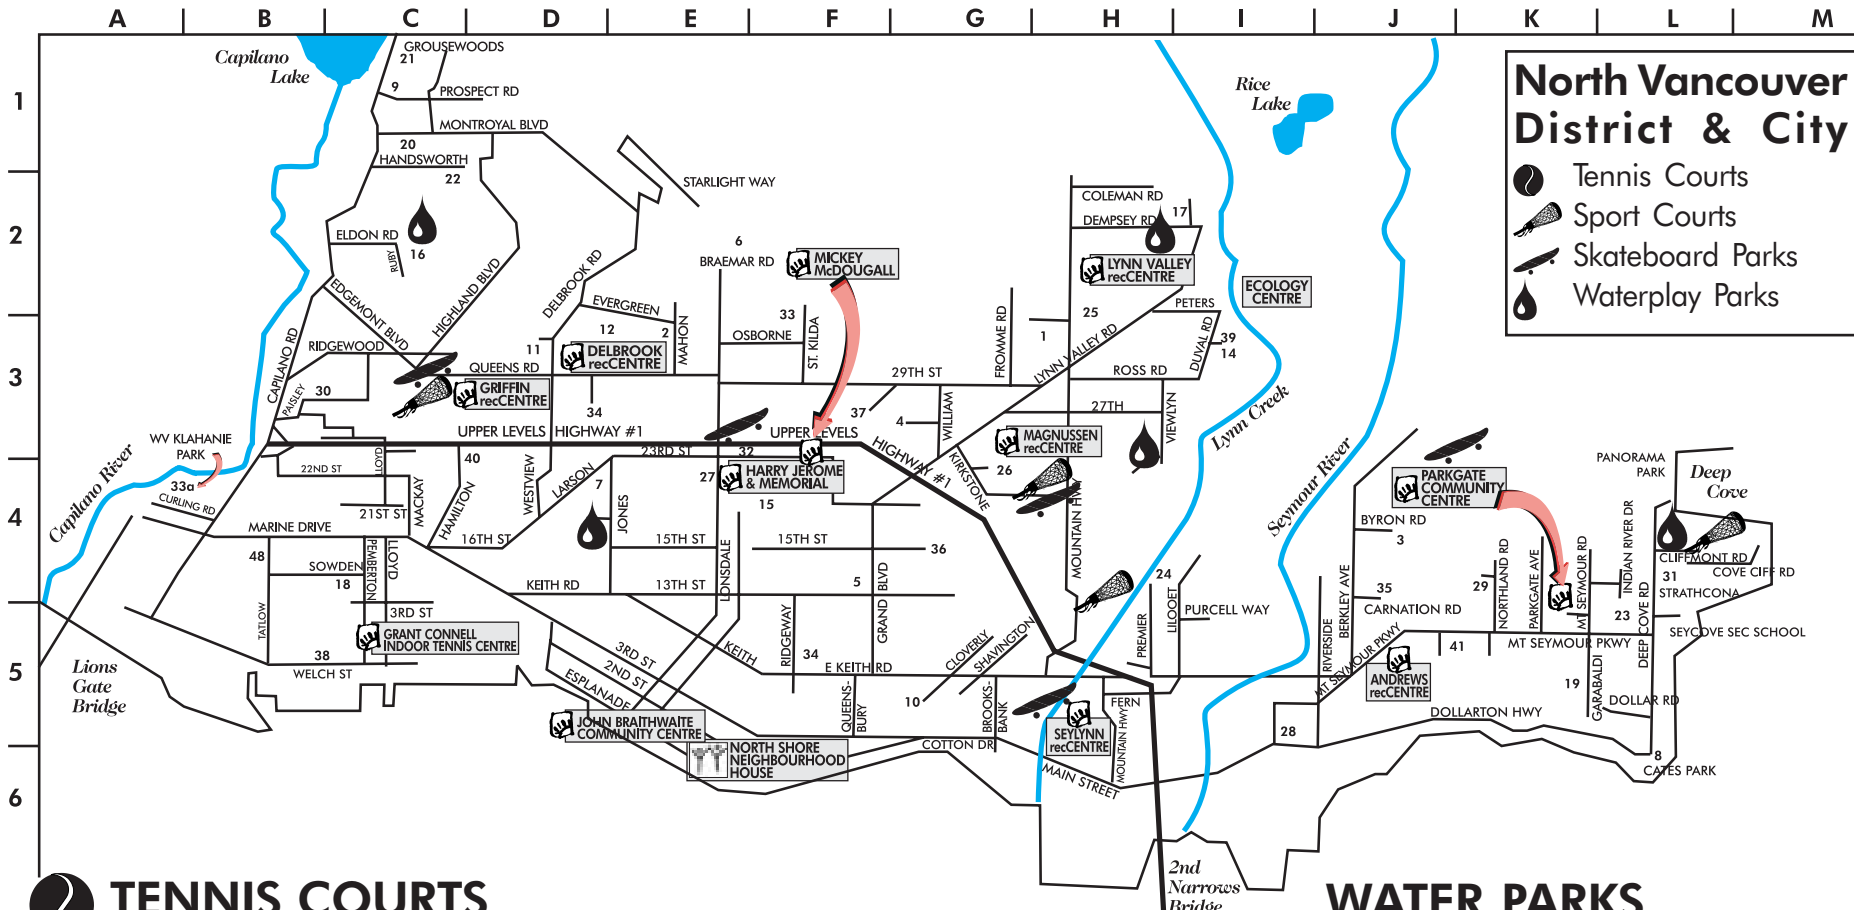 A B C D E F G H I J K L M
1
2
3
4
5
6
North Vancouver
District & City
Tennis Courts
Sport Courts
Skateboard Parks
Waterplay Parks
Capilano
Lake
GROUSEWOODS
21
9
PROSPECT RD
MONTROYAL BLVD
20
HANDSWORTH
22
STARLIGHT WAY
Rice
Lake
COLEMAN RD
DEMPSEY RD
17
ELDON RD
RUBY
16
6
BRAEMAR RD
MICKEY
McDOUGALL
LYNN VALLEY
recCENTRE
ECOLOGY
CENTRE
EDGEMONT BLVD
HIGHLAND BLVD
DELBROOK RD
EVERGREEN
12
2
MAHON
33
OSBORNE
ST. KILDA
FROMME RD
1
25
LYNN VALLEY RD
PETERS
DUVAL RD
39
14
CAPILANO RD
RIDGEWOOD
11
DELBROOK
recCENTRE
QUEENS RD
GRIFFIN
recCENTRE
PAISLEY
30
34
29TH ST
37
4
WILLIAM
ROSS RD
27TH
VIEWLYN
Lynn Creek
UPPER LEVELS HIGHWAY #1
UPPER LEVELS
HIGHWAY #1
WV KLAHANIE
PARK
33a
CURLING RD
Capilano River
22ND ST
LLOYD
40
23RD ST
32
27
HARRY JEROME
& MEMORIAL
15
MAGNUSSEN
recCENTRE
KIRKSTONE
26
MOUNTAIN HWY
Seymour River
PARKGATE
COMMUNITY
CENTRE
PANORAMA
PARK
Deep
Cove
21ST ST
MACKAY
HAMILTON
WESTVIEW
LARSON
7
JONES
MARINE DRIVE
16TH ST
15TH ST
15TH ST
36
BYRON RD
3
INDIAN RIVER DR
CLIFFMONT RD
COVE CIFF RD
31
STRATHCONA
48
SOWDEN
18
PEMBERTON
LLOYD
KEITH RD
13TH ST
LONSDALE
5
GRAND BLVD
24
35
CARNATION RD
29
NORTHLAND RD
PARKGATE AVE
MT SEYMOUR RD
23
DEEP COVE RD
TATLOW
3RD ST
GRANT CONNELL
INDOOR TENNIS CENTRE
38
WELCH ST
3RD ST
2ND ST
ESPLANADE
KEITH
RIDGEWAY
34
E KEITH RD
CLOVERLY
SHAVINGTON
PREMIER
LILOOET
PURCELL WAY
RIVERSIDE
BERKLEY AVE
MT SEYMOUR PKWY
41
MT SEYMOUR PKWY
SEYCOVE SEC SCHOOL
Lions
Gate
Bridge
QUEENS-
BURY
10
BROOKS-
BANK
FERN
MOUNTAIN HWY
SEYLYNN
recCENTRE
ANDREWS
recCENTRE
19
GARABALDI
DOLLAR RD
DOLLARTON HWY
28
JOHN BRAITHWAITE
COMMUNITY CENTRE
NORTH SHORE
NEIGHBOURHOOD
HOUSE
COTTON DR
MAIN STREET
8
CATES PARK
2nd
Narrows
Bridge
TENNIS COURTS
WATER PARKS